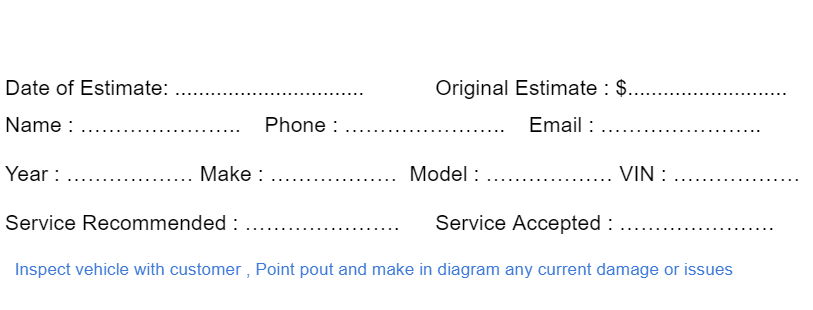 Date of Estimate: ................................ Original Estimate : $...........................
Name : ………………….. Phone : ………………….. Email : …………………..
Year : ……………… Make : ……………… Model : ……………… VIN : ………………
Service Recommended : …………………. Service Accepted : ………………….
Inspect vehicle with customer , Point pout and make in diagram any current damage or issues